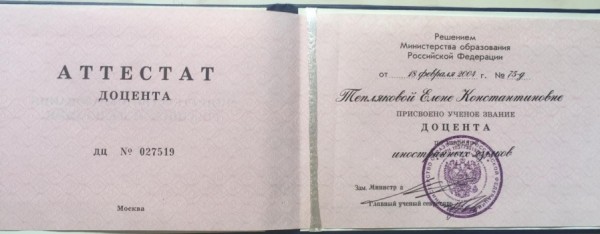 АТТЕСТАТ
ДОЦЕНТА
ДЦ № 027519
Москва
Решением
Министерства образования
Российской Федерации
от 18 февраля 2004 г. № 75-д
Тепляковой Елене Константиновне
ПРИСВОЕНО УЧЕНОЕ ЗВАНИЕ
ДОЦЕНТА
иностранных языков
Зам. Министра
Главный ученый секретарь